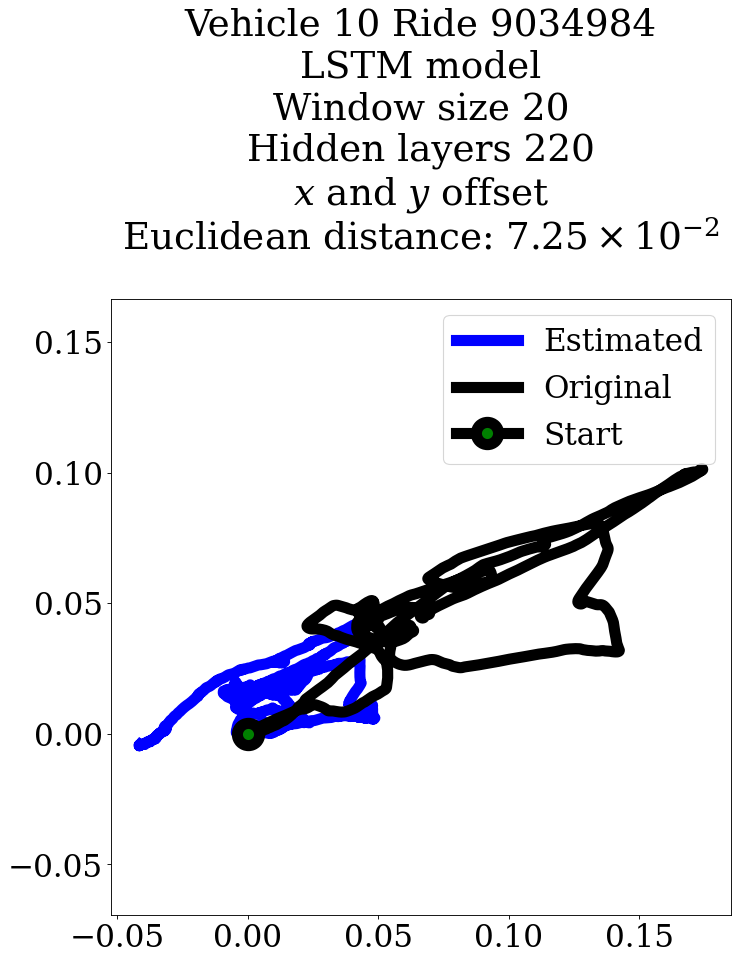 Vehicle 10 Ride 9034984
LSTM model
Window size 20
Hidden layers 220
x and y offset
Euclidean distance: 7.25 × 10⁻²
Estimated
Original
Start
0.15
0.10
0.05
0.00
−0.05
−0.05 0.00 0.05 0.10 0.15